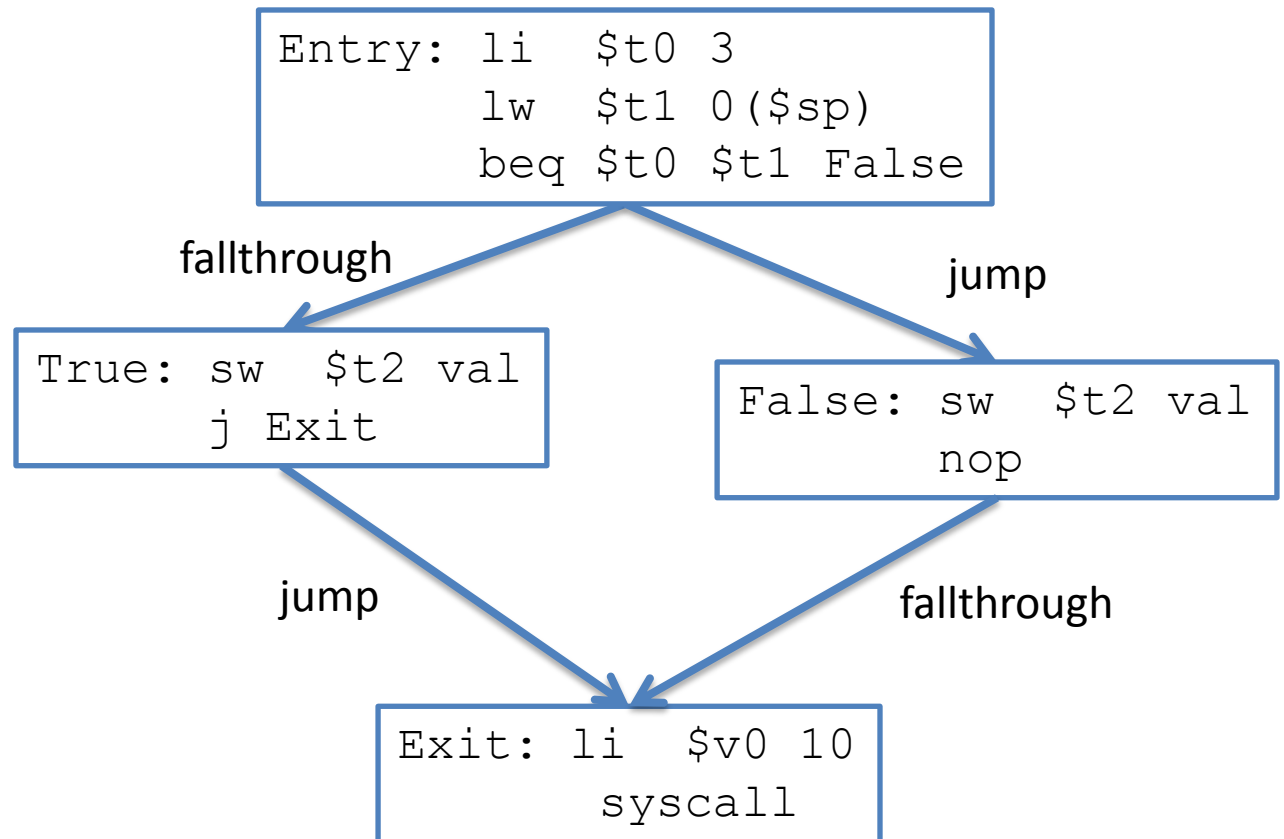 Entry: li $t0 3
lw $t1 0($sp)
beq $t0 $t1 False
fallthrough
jump
True: sw $t2 val
j Exit
False: sw $t2 val
nop
jump
fallthrough
Exit: li $v0 10
syscall